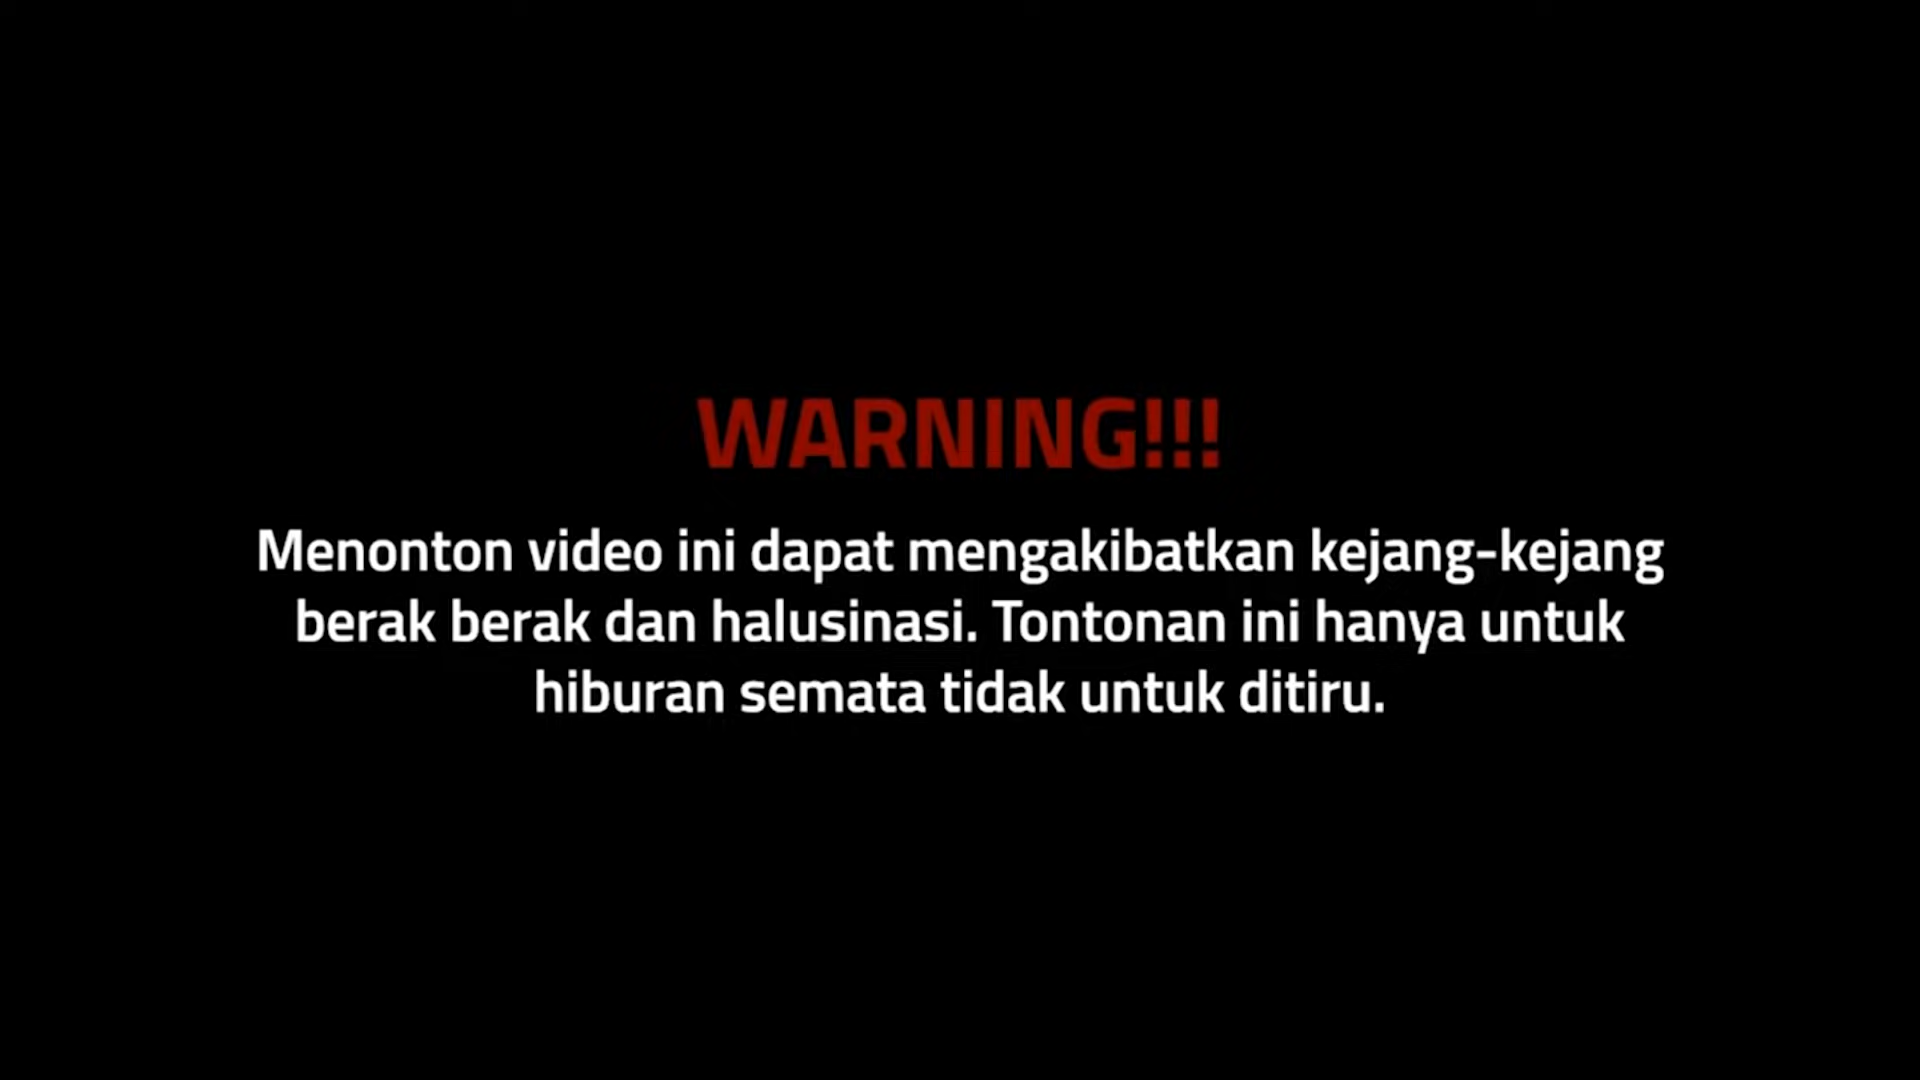 WARNING!!!
Menonton video ini dapat mengakibatkan kejang-kejang
berak berak dan halusinasi. Tontonan ini hanya untuk
hiburan semata tidak untuk ditiru.